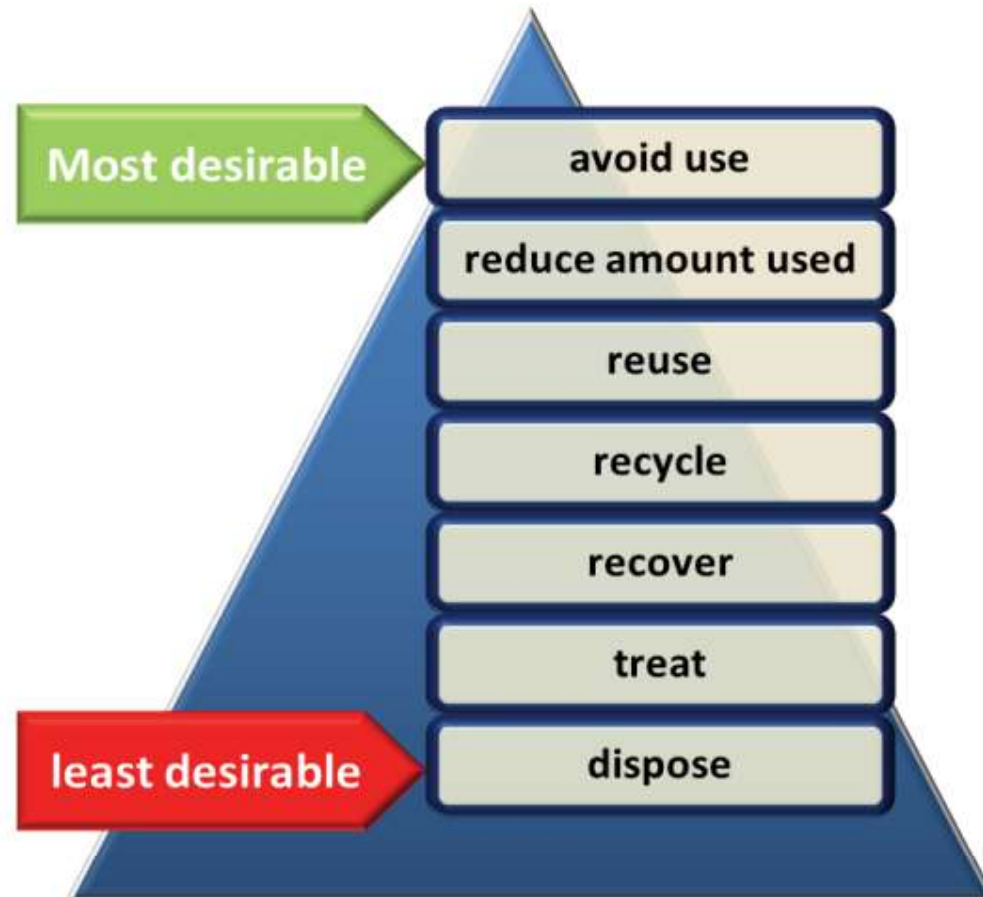 Most desirable
avoid use
reduce amount used
reuse
recycle
recover
treat
least desirable
dispose